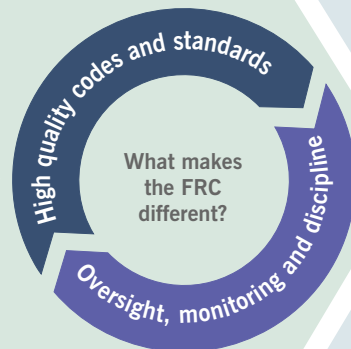 High quality codes and standards
What makes
the FRC
different?
Oversight, monitoring and discipline